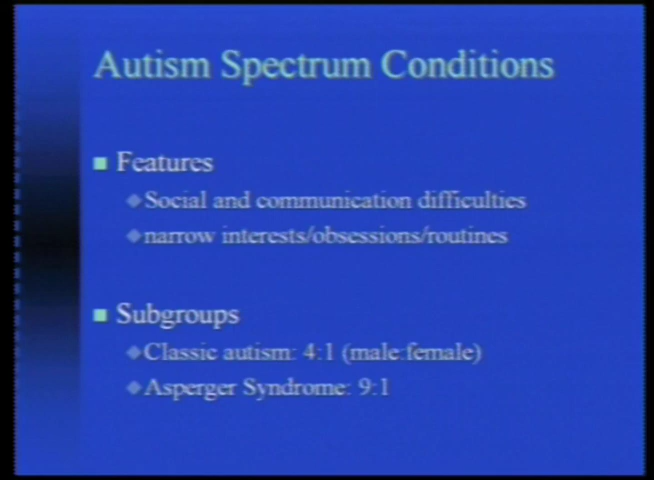 Autism Spectrum Conditions
Features
Social and communication difficulties
narrow interests/obsessions/routines
Subgroups
Classic autism: 4:1 (male:female)
Asperger Syndrome: 9:1